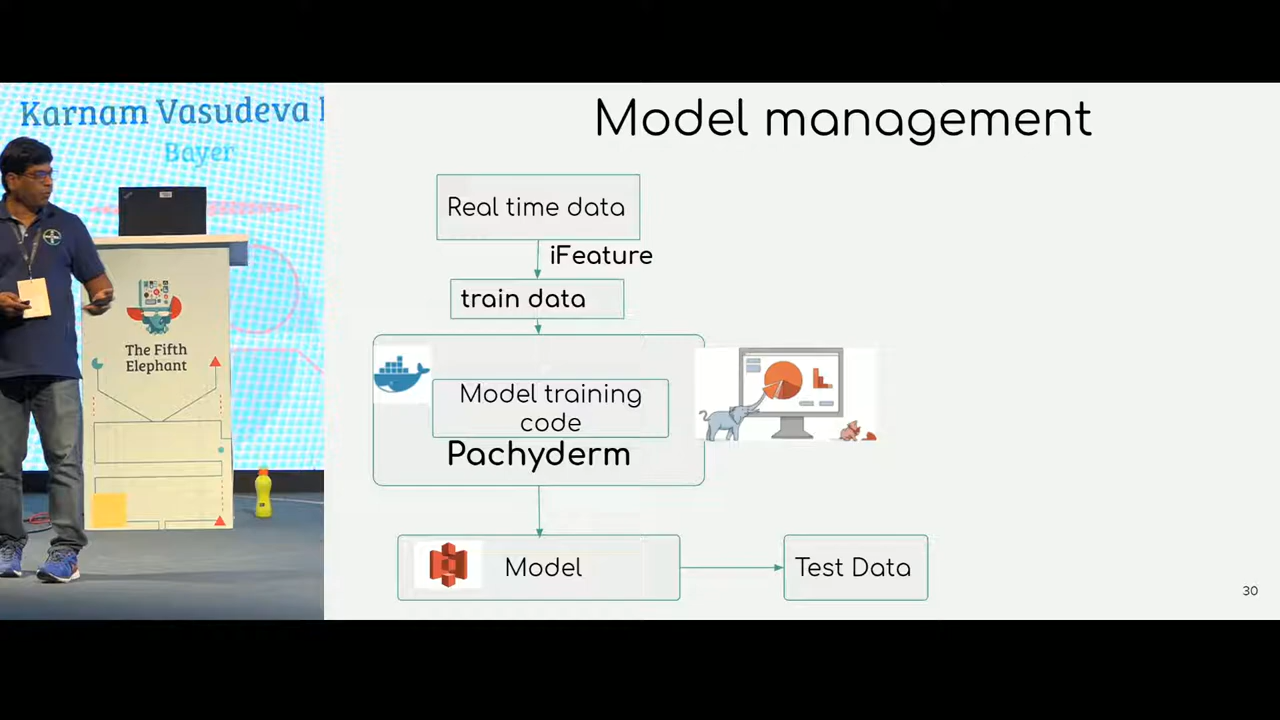 Karnam Vasudeva
Bayer
The Fifth
Elephant
Model management
Real time data
iFeature
train data
Model training
code
Pachyderm
Model
Test Data
30